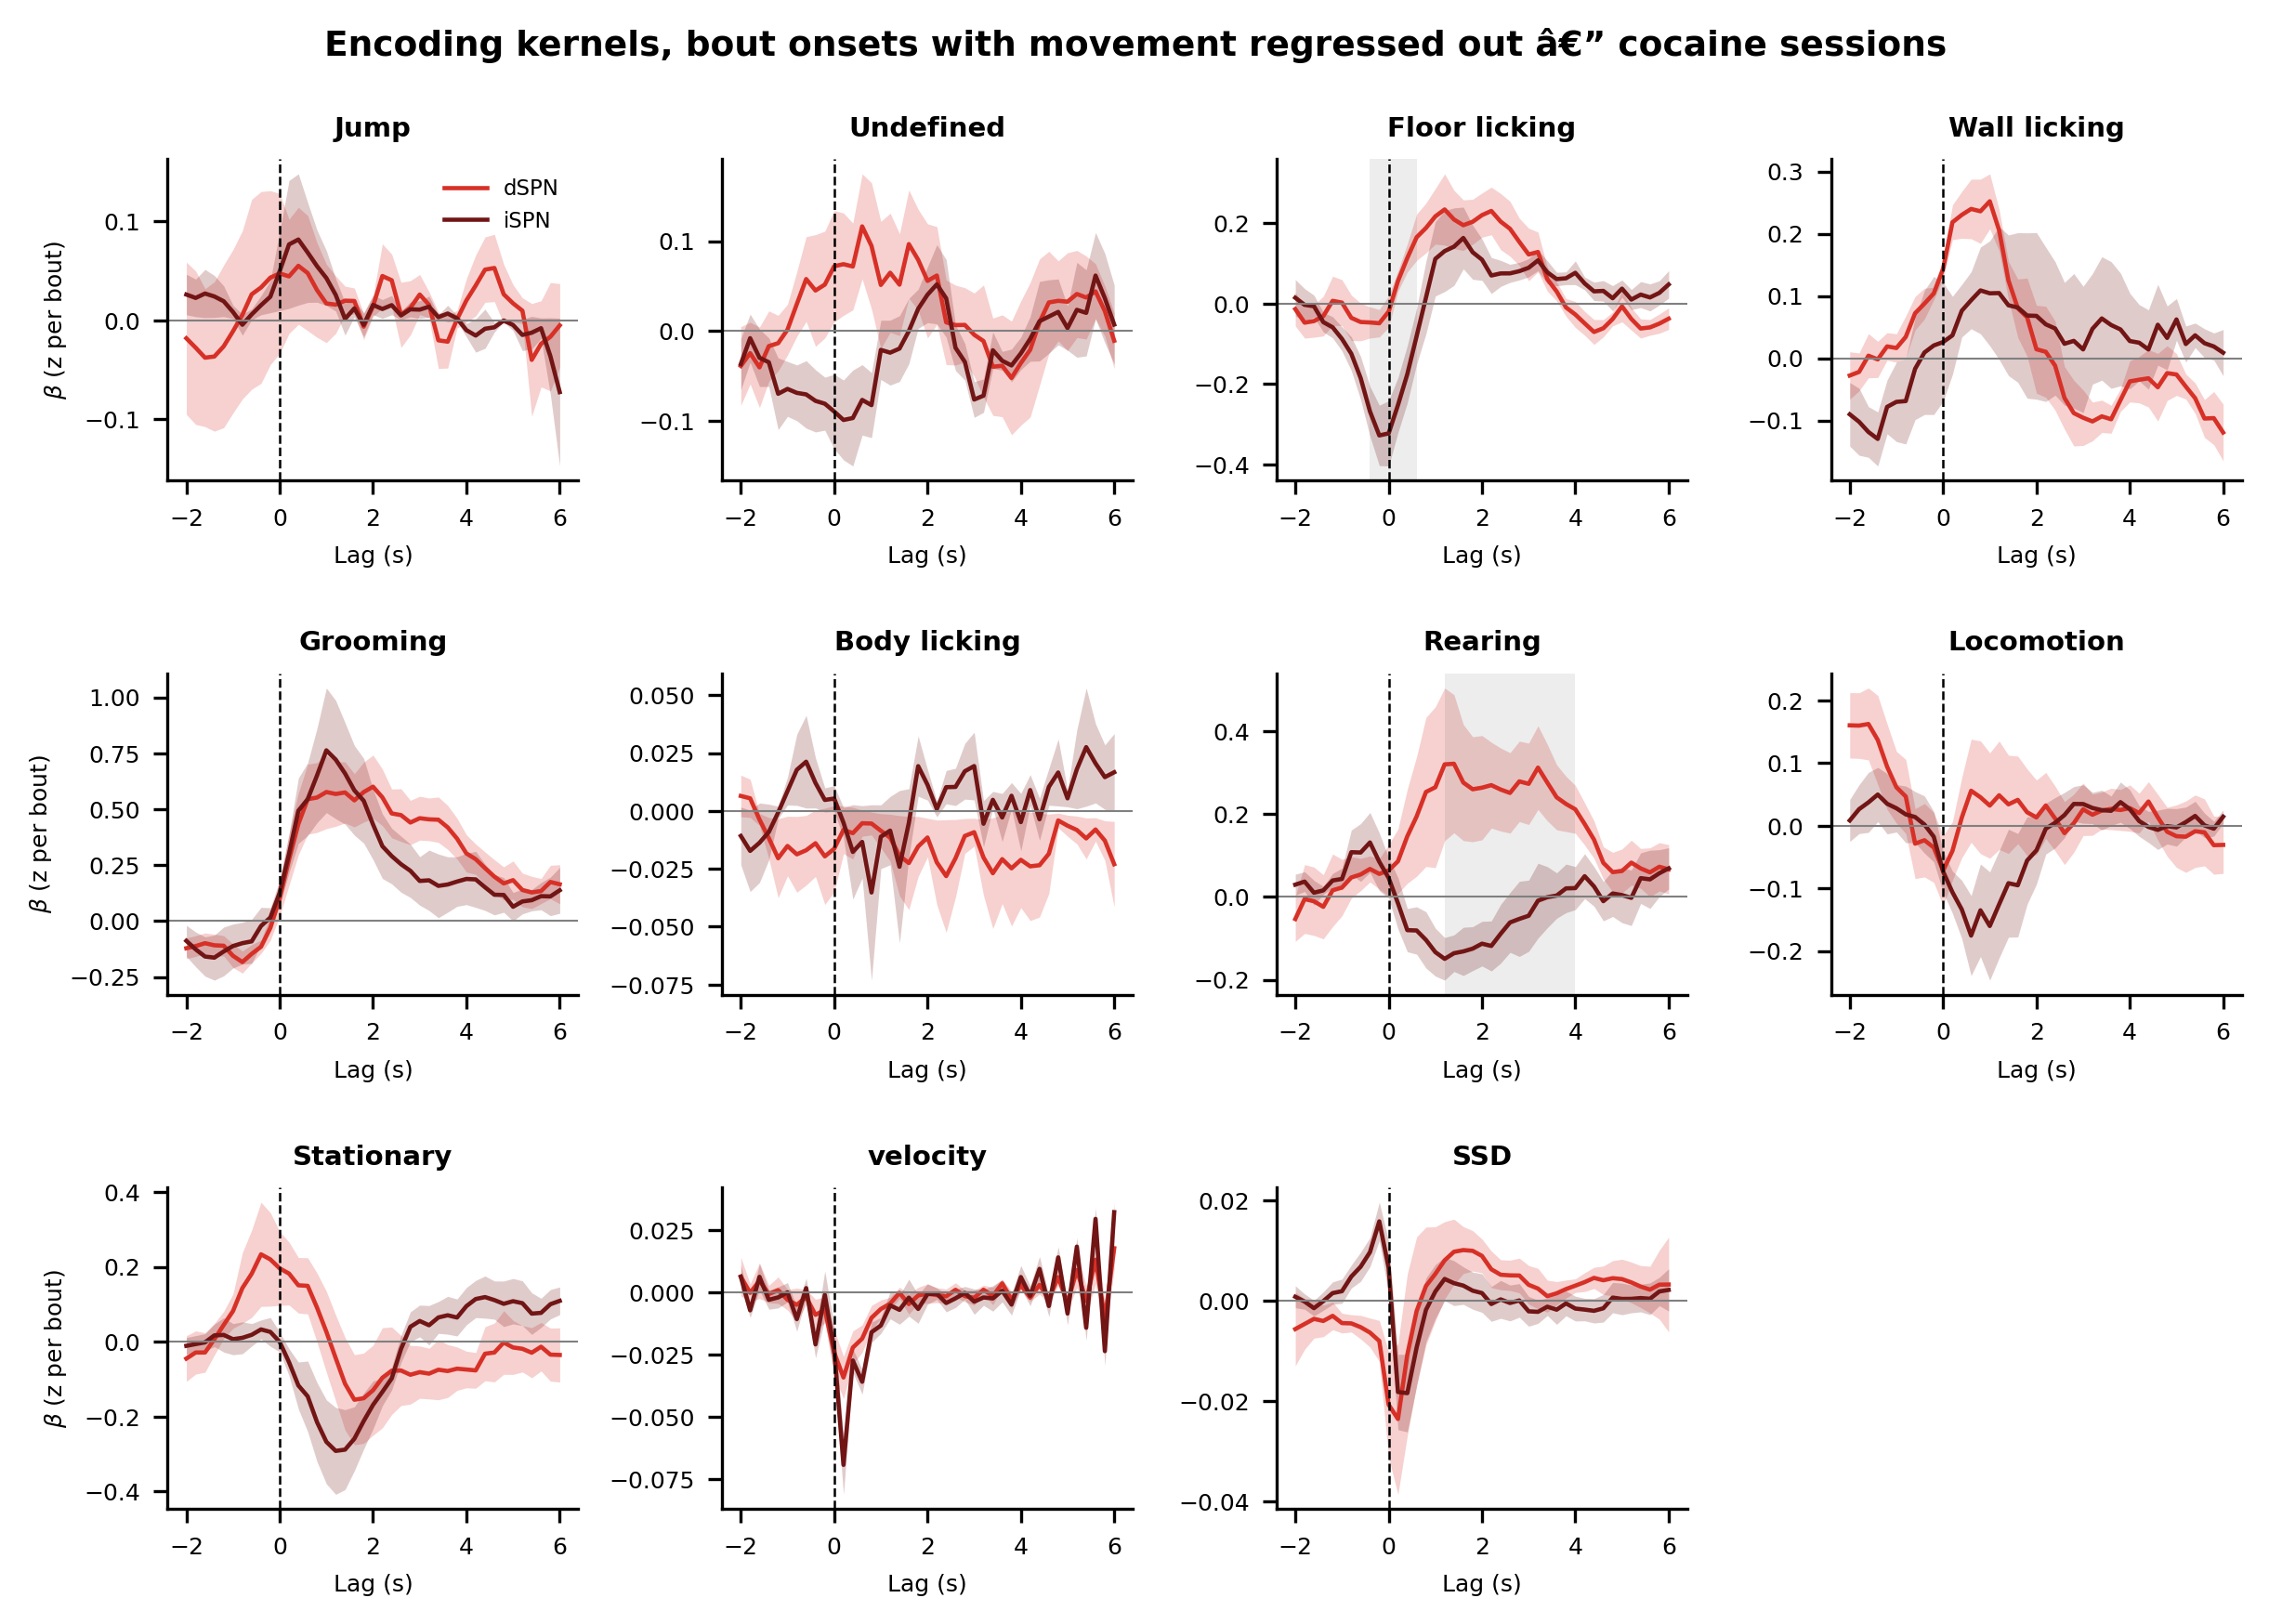 Encoding kernels, bout onsets with movement regressed out â€” cocaine sessions
Jump
Undefined
Floor licking
Wall licking
dSPN
iSPN
β (z per bout)
0.1
0.0
−0.1
0.1
0.0
−0.1
0.2
0.0
−0.2
−0.4
0.3
0.2
0.1
0.0
−0.1
−2 0 2 4 6
−2 0 2 4 6
−2 0 2 4 6
−2 0 2 4 6
Lag (s)
Lag (s)
Lag (s)
Lag (s)
Grooming
Body licking
Rearing
Locomotion
β (z per bout)
1.00
0.75
0.50
0.25
0.00
−0.25
0.050
0.025
0.000
−0.025
−0.050
−0.075
0.4
0.2
0.0
−0.2
0.2
0.1
0.0
−0.1
−0.2
−2 0 2 4 6
−2 0 2 4 6
−2 0 2 4 6
−2 0 2 4 6
Lag (s)
Lag (s)
Lag (s)
Lag (s)
Stationary
velocity
SSD
β (z per bout)
0.4
0.2
0.0
−0.2
−0.4
0.025
0.000
−0.025
−0.050
−0.075
0.02
0.00
−0.02
−0.04
−2 0 2 4 6
−2 0 2 4 6
−2 0 2 4 6
Lag (s)
Lag (s)
Lag (s)